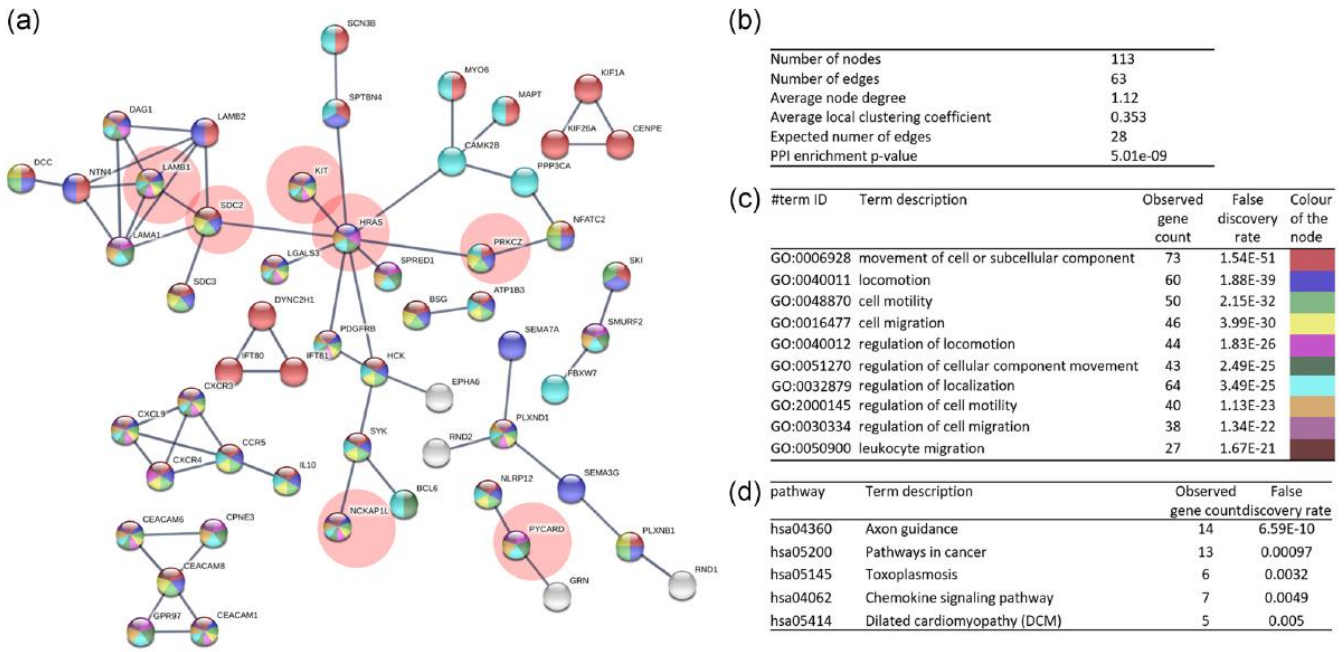 (a)
SCN3B
SPTBN4
MYO6
MAPT
CAMK2B
KIF1A
KIF26A
CENPE
DAG1
LAMB2
DCC
NTN4
LAMB1
KIT
PPP3CA
SDC2
HRAS
NFATC2
LAMA1
PRKCZ
LGALS3
SPRED1
SDC3
SKI
BSG
ATP1B3
DYNC2H1
SMURF2
PDGFRB
SEMA7A
IFT80
IFT81
HCK
FBXW7
EPHA6
CXCR3
CXCL9
PLXND1
CCR5
SYK
RND2
CXCR4
IL10
SEMA3G
NLRP12
BCL6
NCKAP1L
PYCARD
PLXNB1
CEACAM6
CPNE3
CEACAM8
GRN
RND1
GPR97
CEACAM1
(b)
Number of nodes 113
Number of edges 63
Average node degree 1.12
Average local clustering coefficient 0.353
Expected numer of edges 28
PPI enrichment p-value 5.01e-09
(c)
#term ID Term description Observed gene count False discovery rate Colour of the node
GO:0006928 movement of cell or subcellular component 73 1.54E-51
GO:0040011 locomotion 60 1.88E-39
GO:0048870 cell motility 50 2.15E-32
GO:0016477 cell migration 46 3.99E-30
GO:0040012 regulation of locomotion 44 1.83E-26
GO:0051270 regulation of cellular component movement 43 2.49E-25
GO:0032879 regulation of localization 64 3.49E-25
GO:2000145 regulation of cell motility 40 1.13E-23
GO:0030334 regulation of cell migration 38 1.34E-22
GO:0050900 leukocyte migration 27 1.67E-21
(d)
pathway Term description Observed gene count False discovery rate
hsa04360 Axon guidance 14 6.59E-10
hsa05200 Pathways in cancer 13 0.00097
hsa05145 Toxoplasmosis 6 0.0032
hsa04062 Chemokine signaling pathway 7 0.0049
hsa05414 Dilated cardiomyopathy (DCM) 5 0.005